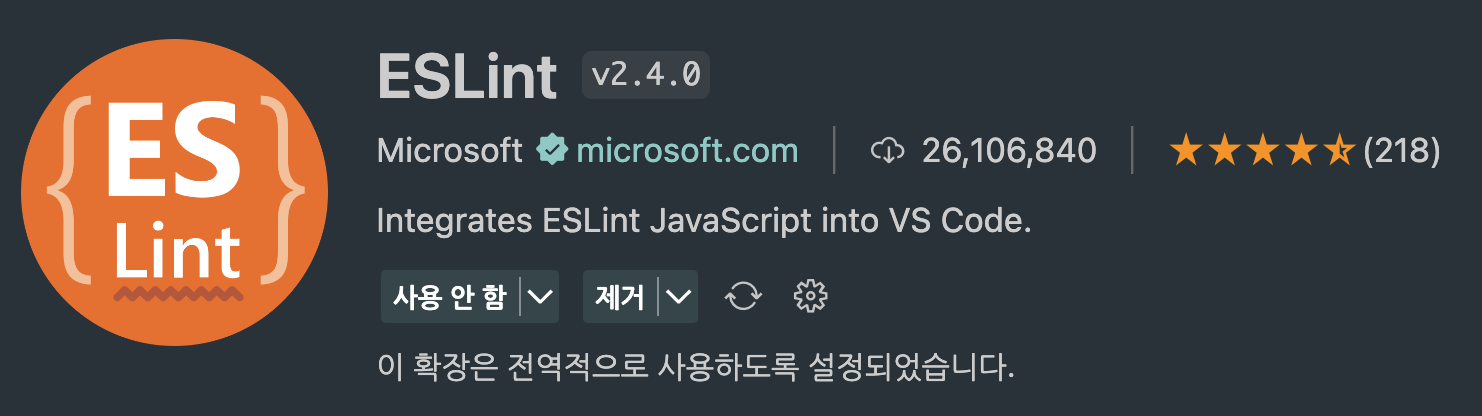 ES
Lint
ESLint v2.4.0
Microsoft microsoft.com 26,106,840 (218)
Integrates ESLint JavaScript into VS Code.
사용 안 함 제거
이 확장은 전역적으로 사용하도록 설정되었습니다.